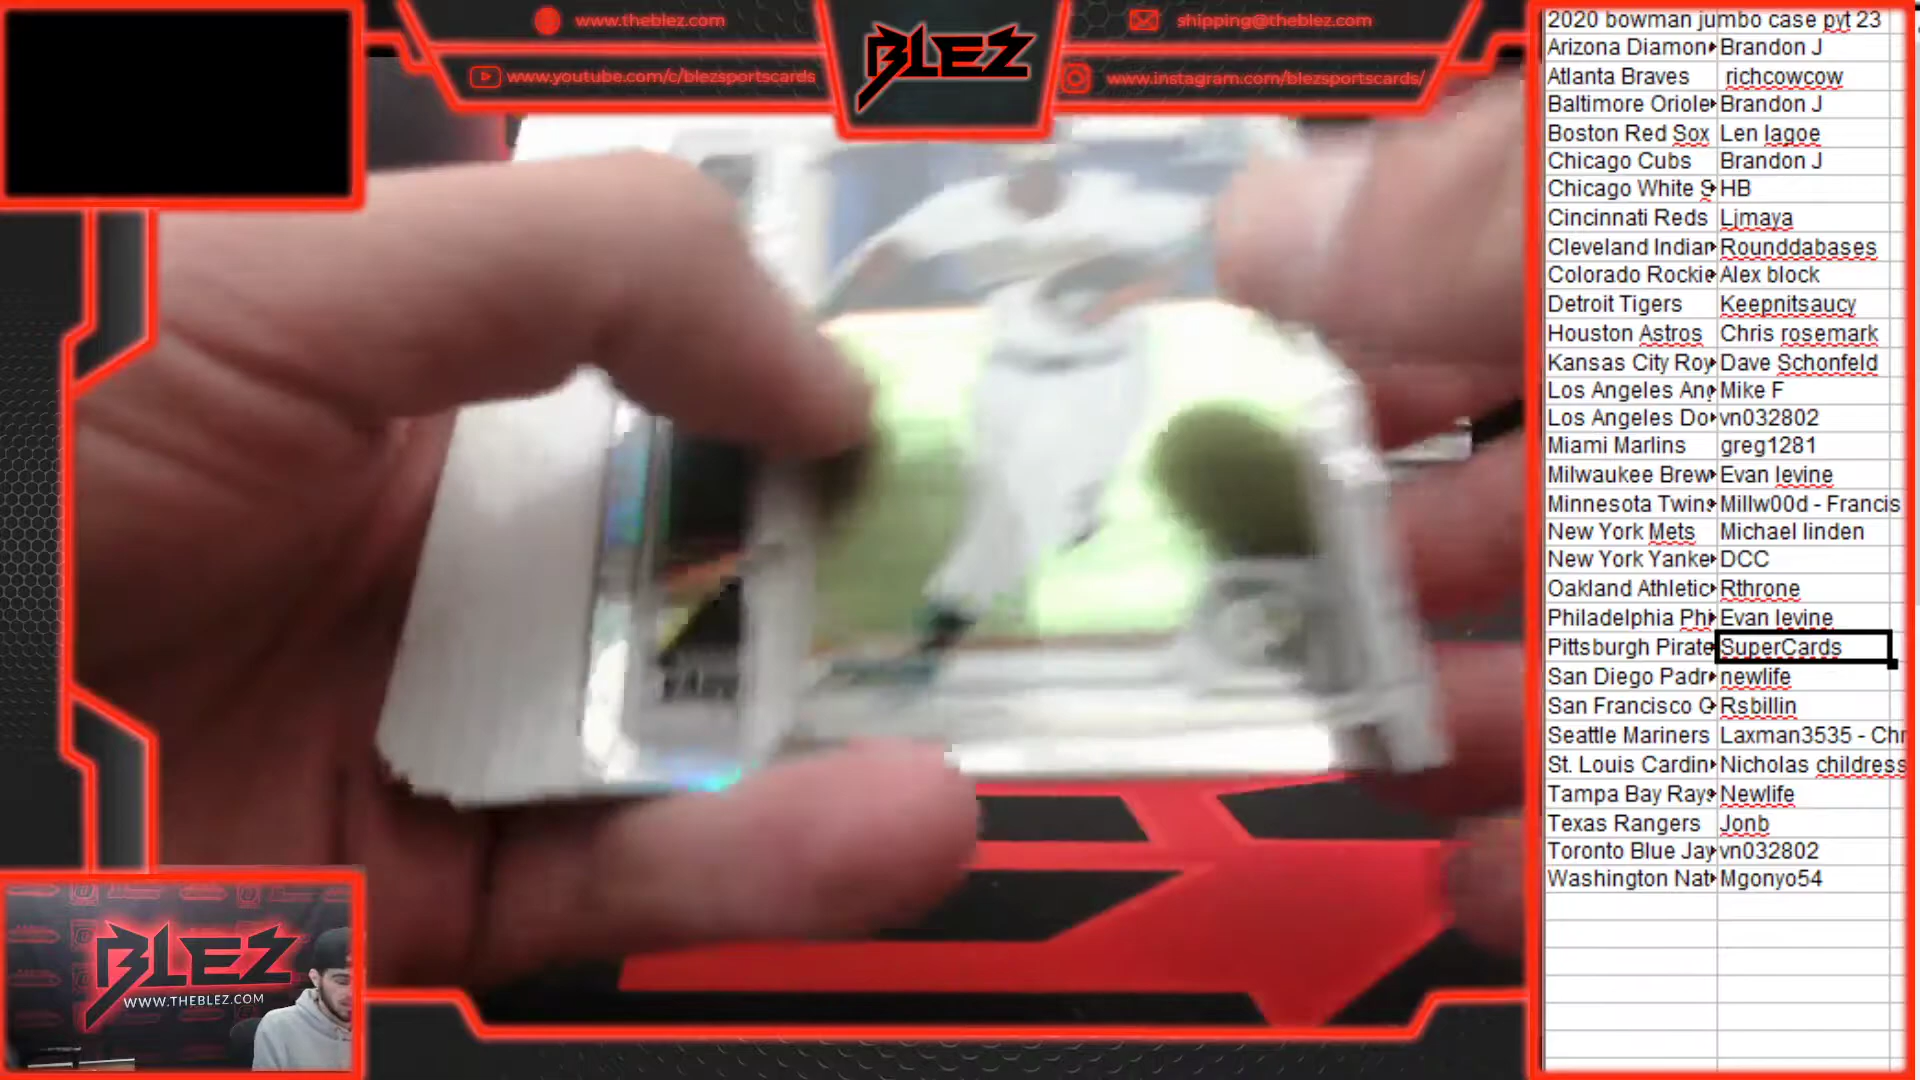 www.theblez.com
BLEZ
shipping@theblez.com
www.youtube.com/c/blezsportscards
www.instagram.com/blezsportscards/
2020 bowman jumbo case pyt 23
Arizona Diamon Brandon J
Atlanta Braves richcowcow
Baltimore Oriole Brandon J
Boston Red Sox Len lagoe
Chicago Cubs Brandon J
Chicago White S HB
Cincinnati Reds Ljmaya
Cleveland Indian Rounddabases
Colorado Rockie Alex block
Detroit Tigers Keepnitsaucy
Houston Astros Chris rosemark
Kansas City Roy Dave Schonfeld
Los Angeles Ang Mike F
Los Angeles Do vn032802
Miami Marlins greg1281
Milwaukee Brew Evan levine
Minnesota Twins Millw00d - Francis
New York Mets Michael linden
New York Yanke DCC
Oakland Athletic Rthrone
Philadelphia Phi Evan levine
Pittsburgh Pirate SuperCards
San Diego Padr newlife
San Francisco G Rsbillin
Seattle Mariners Laxman3535 - Chr
St. Louis Cardin Nicholas childress
Tampa Bay Rays Newlife
Texas Rangers Jonb
Toronto Blue Jay vn032802
Washington Nat Mgonyo54
BLEZ
WWW.THEBLEZ.COM